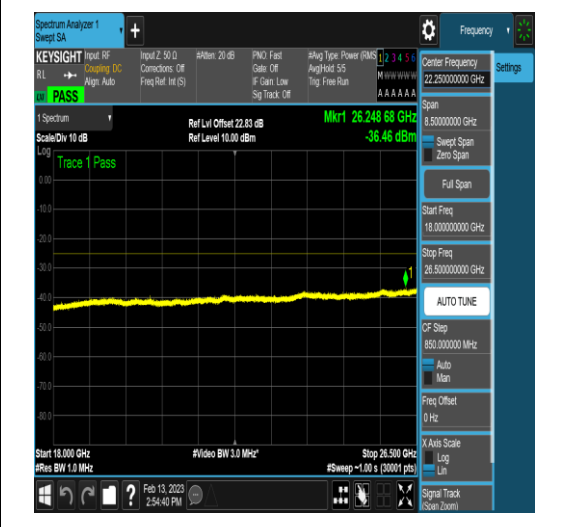 Spectrum Analyzer 1
Swept SA
+
Frequency
KEYSIGHT
RL
Input: RF
Coupling: DC
Align: Auto
Input Z: 50 Ω
Corrections: Off
Freq Ref: Int (S)
#Atten: 20 dB
PNO: Fast
Gate: Off
IF Gain: Low
Sig Track: Off
#Avg Type: Power (RMS
Avg|Hold: 5/5
Trig: Free Run
1 2 3 4 5 6
M W W W W W
A A A A A A
PASS
1 Spectrum
Scale/Div 10 dB
Ref Lvl Offset 22.83 dB
Ref Level 10.00 dBm
Mkr1 26.248 68 GHz
-36.46 dBm
Log
Trace 1 Pass
0.00
-10.0
-20.0
-30.0
1
-40.0
-50.0
-60.0
-70.0
-80.0
Start 18.000 GHz
#Res BW 1.0 MHz
#Video BW 3.0 MHz*
Stop 26.500 GHz
#Sweep ~1.00 s (30001 pts)
?
Feb 13, 2023
2:54:40 PM
Center Frequency
22.250000000 GHz
Settings
Span
8.50000000 GHz
Swept Span
Zero Span
Full Span
Start Freq
18.000000000 GHz
Stop Freq
26.500000000 GHz
AUTO TUNE
CF Step
850.000000 MHz
Auto
Man
Freq Offset
0 Hz
X Axis Scale
Log
Lin
Signal Track
(Span Zoom)